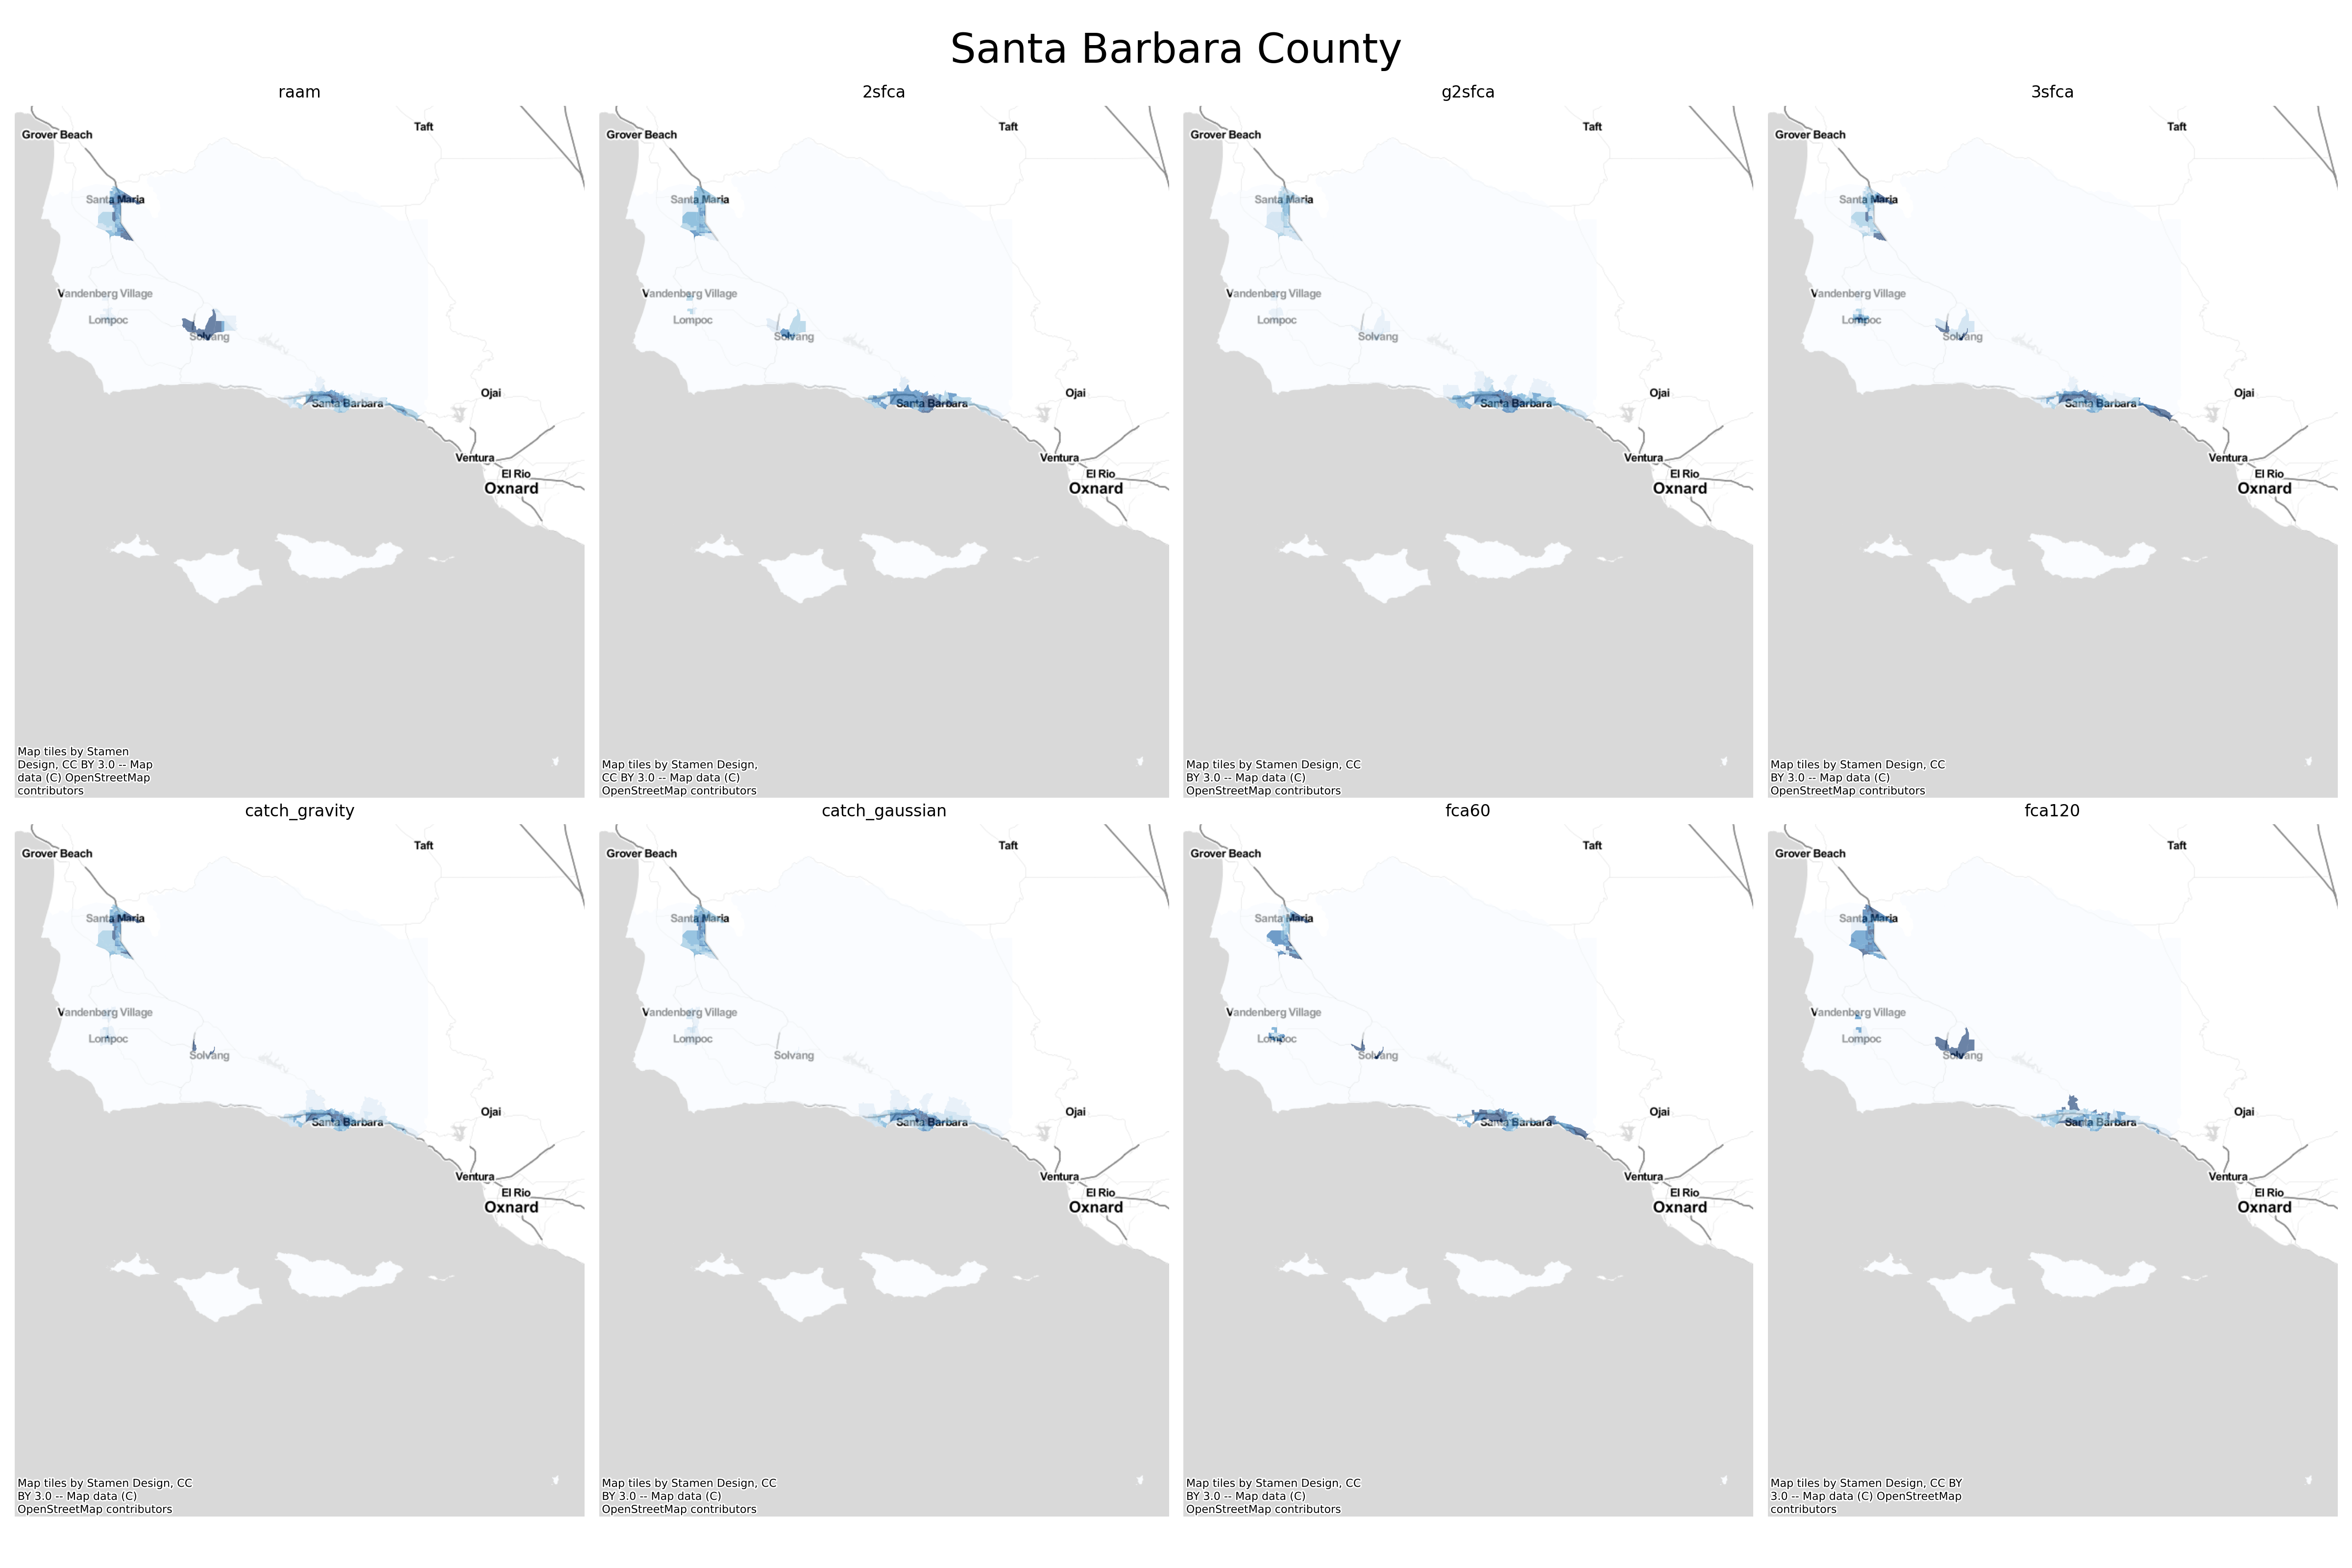 Santa Barbara County
raam
Grover Beach
Taft
Santa Maria
Vandenberg Village
Lompoc
Solvang
Santa Barbara
Ojai
Ventura
El Rio
Oxnard
Map tiles by Stamen
Design, CC BY 3.0 -- Map
data (C) OpenStreetMap
contributors
2sfca
Grover Beach
Taft
Santa Maria
Vandenberg Village
Lompoc
Solvang
Santa Barbara
Ojai
Ventura
El Rio
Oxnard
Map tiles by Stamen Design,
CC BY 3.0 -- Map data (C)
OpenStreetMap contributors
g2sfca
Grover Beach
Taft
Santa Maria
Vandenberg Village
Lompoc
Solvang
Santa Barbara
Ojai
Ventura
El Rio
Oxnard
Map tiles by Stamen Design, CC
BY 3.0 -- Map data (C)
OpenStreetMap contributors
3sfca
Grover Beach
Taft
Santa Maria
Vandenberg Village
Lompoc
Solvang
Santa Barbara
Ojai
Ventura
El Rio
Oxnard
Map tiles by Stamen Design, CC
BY 3.0 -- Map data (C)
OpenStreetMap contributors
catch_gravity
Grover Beach
Taft
Santa Maria
Vandenberg Village
Lompoc
Solvang
Santa Barbara
Ojai
Ventura
El Rio
Oxnard
Map tiles by Stamen Design, CC
BY 3.0 -- Map data (C)
OpenStreetMap contributors
catch_gaussian
Grover Beach
Taft
Santa Maria
Vandenberg Village
Lompoc
Solvang
Santa Barbara
Ojai
Ventura
El Rio
Oxnard
Map tiles by Stamen Design, CC
BY 3.0 -- Map data (C)
OpenStreetMap contributors
fca60
Grover Beach
Taft
Santa Maria
Vandenberg Village
Lompoc
Solvang
Santa Barbara
Ojai
Ventura
El Rio
Oxnard
Map tiles by Stamen Design, CC
BY 3.0 -- Map data (C)
OpenStreetMap contributors
fca120
Grover Beach
Taft
Santa Maria
Vandenberg Village
Lompoc
Solvang
Santa Barbara
Ojai
Ventura
El Rio
Oxnard
Map tiles by Stamen Design, CC BY
3.0 -- Map data (C) OpenStreetMap
contributors